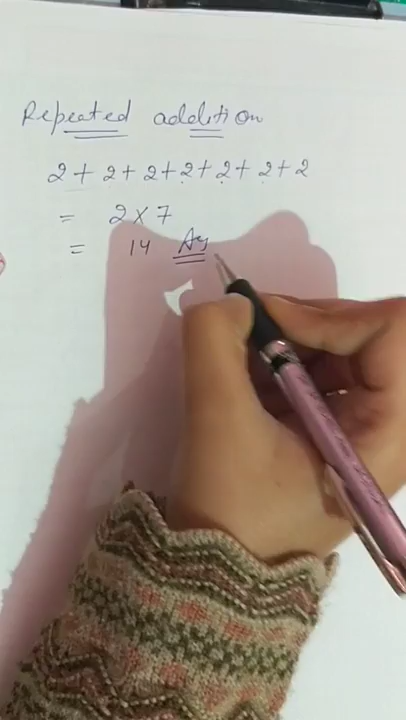 Repeated addition
2 + 2 + 2 + 2 + 2 + 2 + 2
= 2 × 7
= 14 Ans